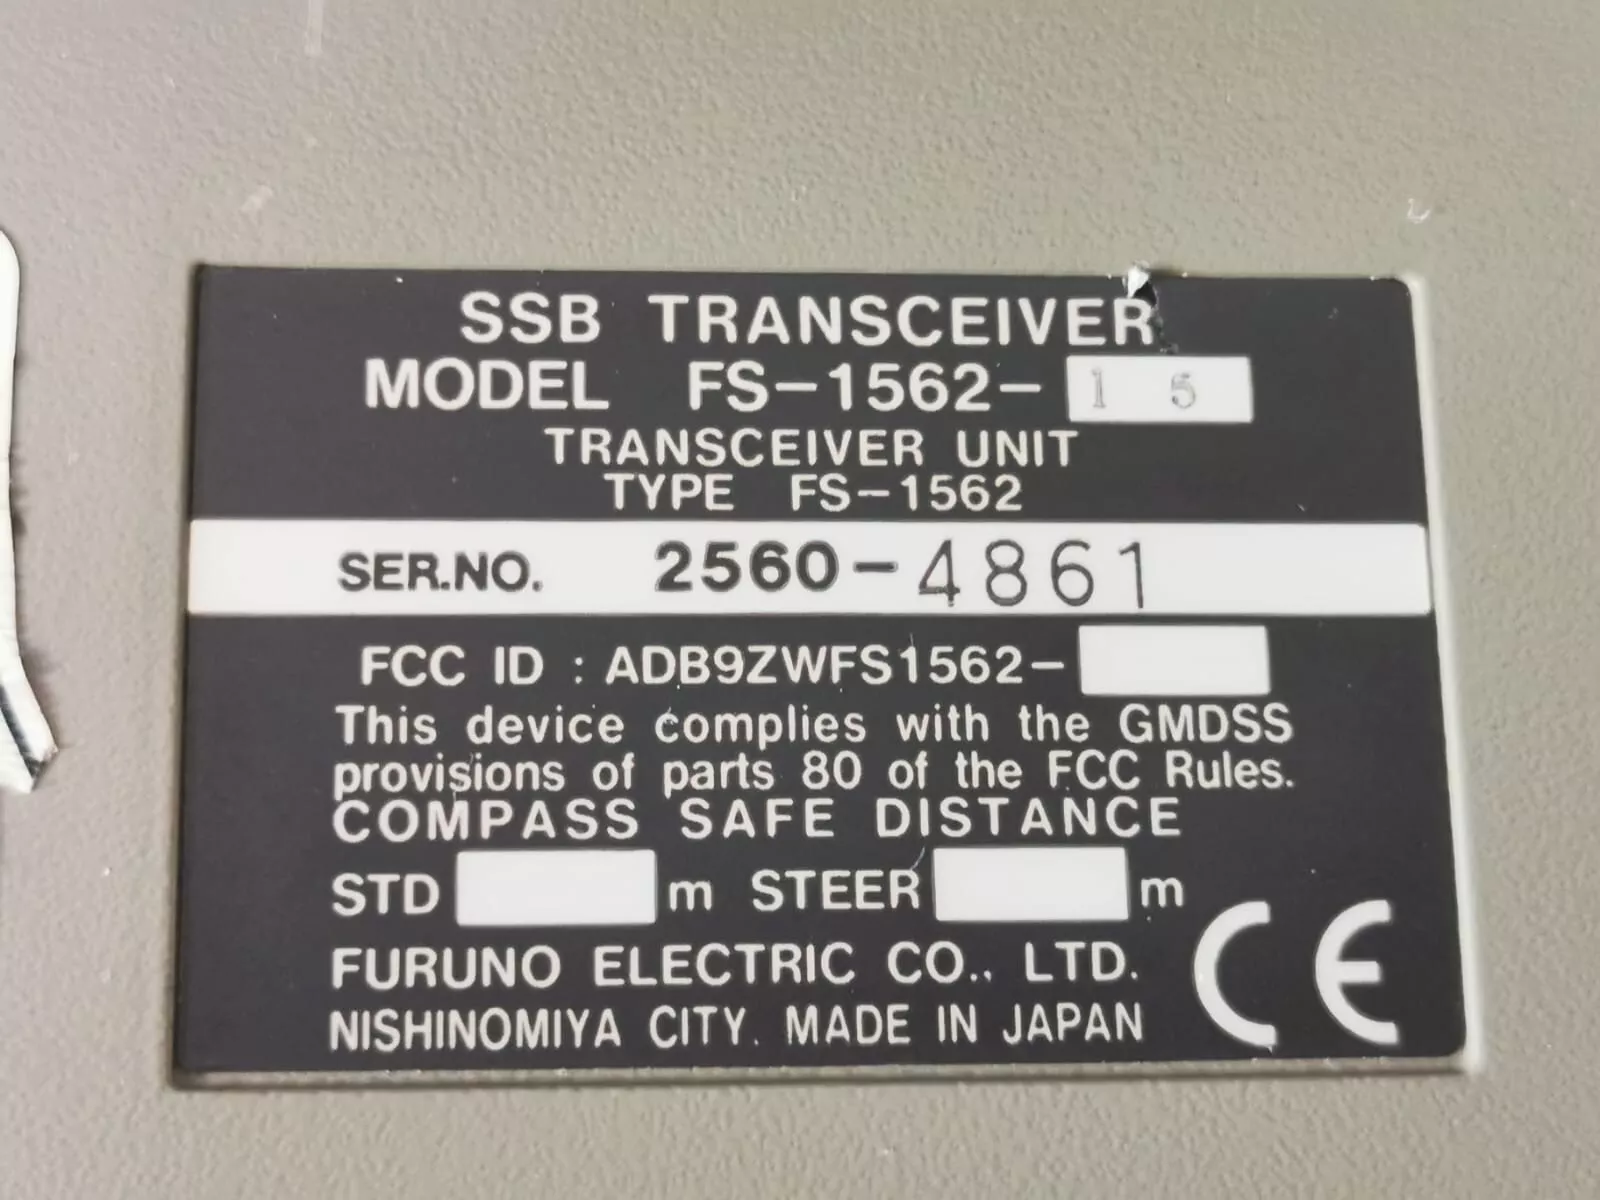 SSB TRANSCEIVER
MODEL FS-1562-15
TRANSCEIVER UNIT
TYPE FS-1562
SER.NO. 2560-4861
FCC ID : ADB9ZWFS1562-
This device complies with the GMDSS
provisions of parts 80 of the FCC Rules.
COMPASS SAFE DISTANCE
STD m STEER m
FURUNO ELECTRIC CO., LTD.
NISHINOMIYA CITY. MADE IN JAPAN
CE